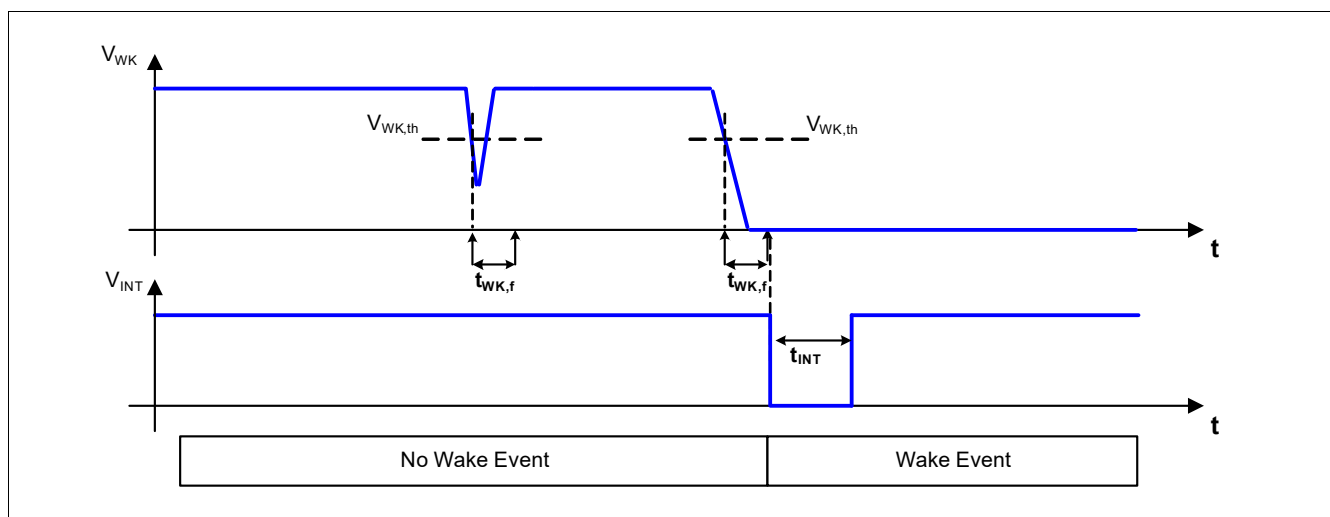 V_WK
V_WK,th
V_WK,th
t
t_WK,f
t_WK,f
V_INT
t_INT
t
No Wake Event
Wake Event